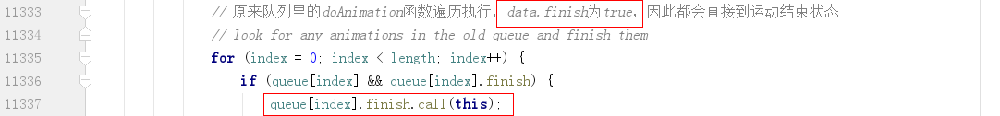 11333 // 原来队列里的doAnimation函数遍历执行, data.finish为true, 因此都会直接到运动结束状态
11334 // look for any animations in the old queue and finish them
11335 for (index = 0; index < length; index++) {
11336 if (queue[index] && queue[index].finish) {
11337 queue[index].finish.call(this);